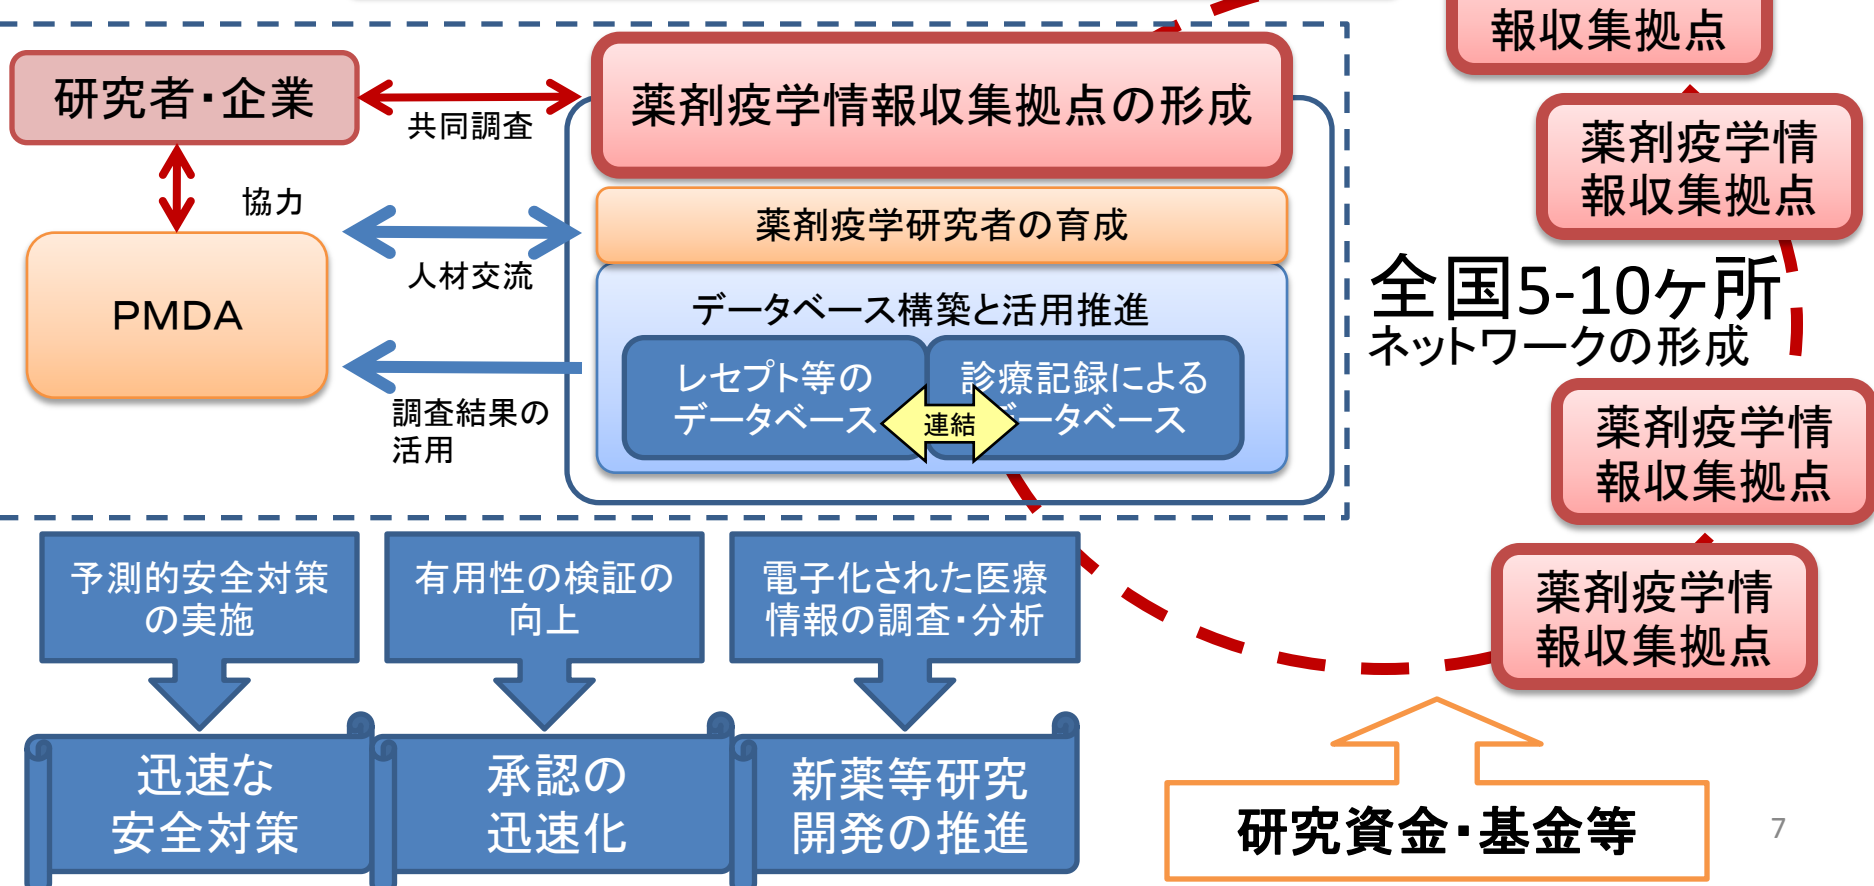 報収集拠点
研究者・企業
薬剤疫学情報収集拠点の形成
共同調査
薬剤疫学情
報収集拠点
協力
薬剤疫学研究者の育成
人材交流
PMDA
データベース構築と活用推進
全国5-10ヶ所
ネットワークの形成
レセプト等の
データベース
診療記録による
ータベース
連結
調査結果の
活用
薬剤疫学情
報収集拠点
薬剤疫学情
報収集拠点
予測的安全対策
の実施
有用性の検証の
向上
電子化された医療
情報の調査・分析
迅速な
安全対策
承認の
迅速化
新薬等研究
開発の推進
研究資金・基金等
7